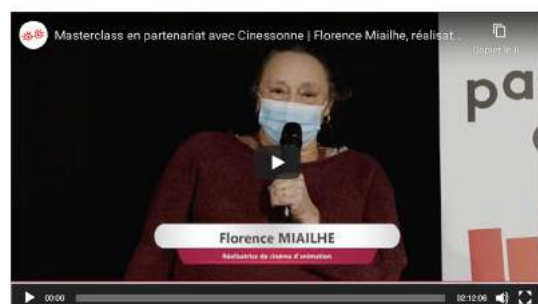 Masterclass en partenariat avec Cinessonne | Florence Miailhe, réalisat...
Copier le li
pa
Florence MIAILHE
Réalisatrice de cinéma d'animation
00:00
02:12:06